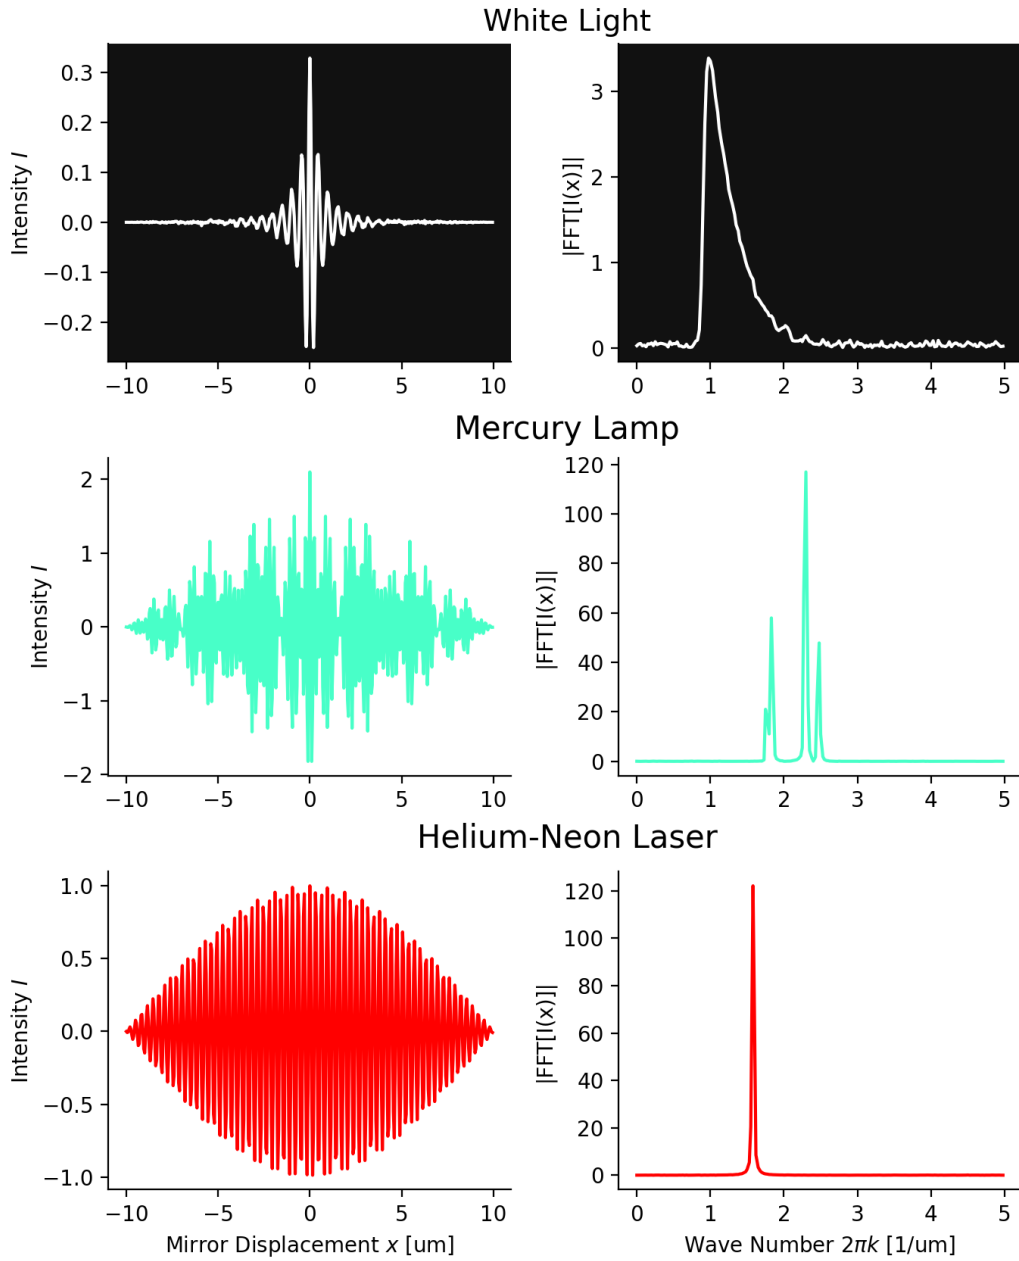 White Light
Intensity I
0.3
0.2
0.1
0.0
−0.1
−0.2
−10 −5 0 5 10
|FFT[I(x)]|
3
2
1
0
0 1 2 3 4 5
Mercury Lamp
Intensity I
2
1
0
−1
−2
−10 −5 0 5 10
|FFT[I(x)]|
120
100
80
60
40
20
0
0 1 2 3 4 5
Helium-Neon Laser
Intensity I
1.0
0.5
0.0
−0.5
−1.0
−10 −5 0 5 10
Mirror Displacement x [um]
|FFT[I(x)]|
120
100
80
60
40
20
0
0 1 2 3 4 5
Wave Number 2πk [1/um]